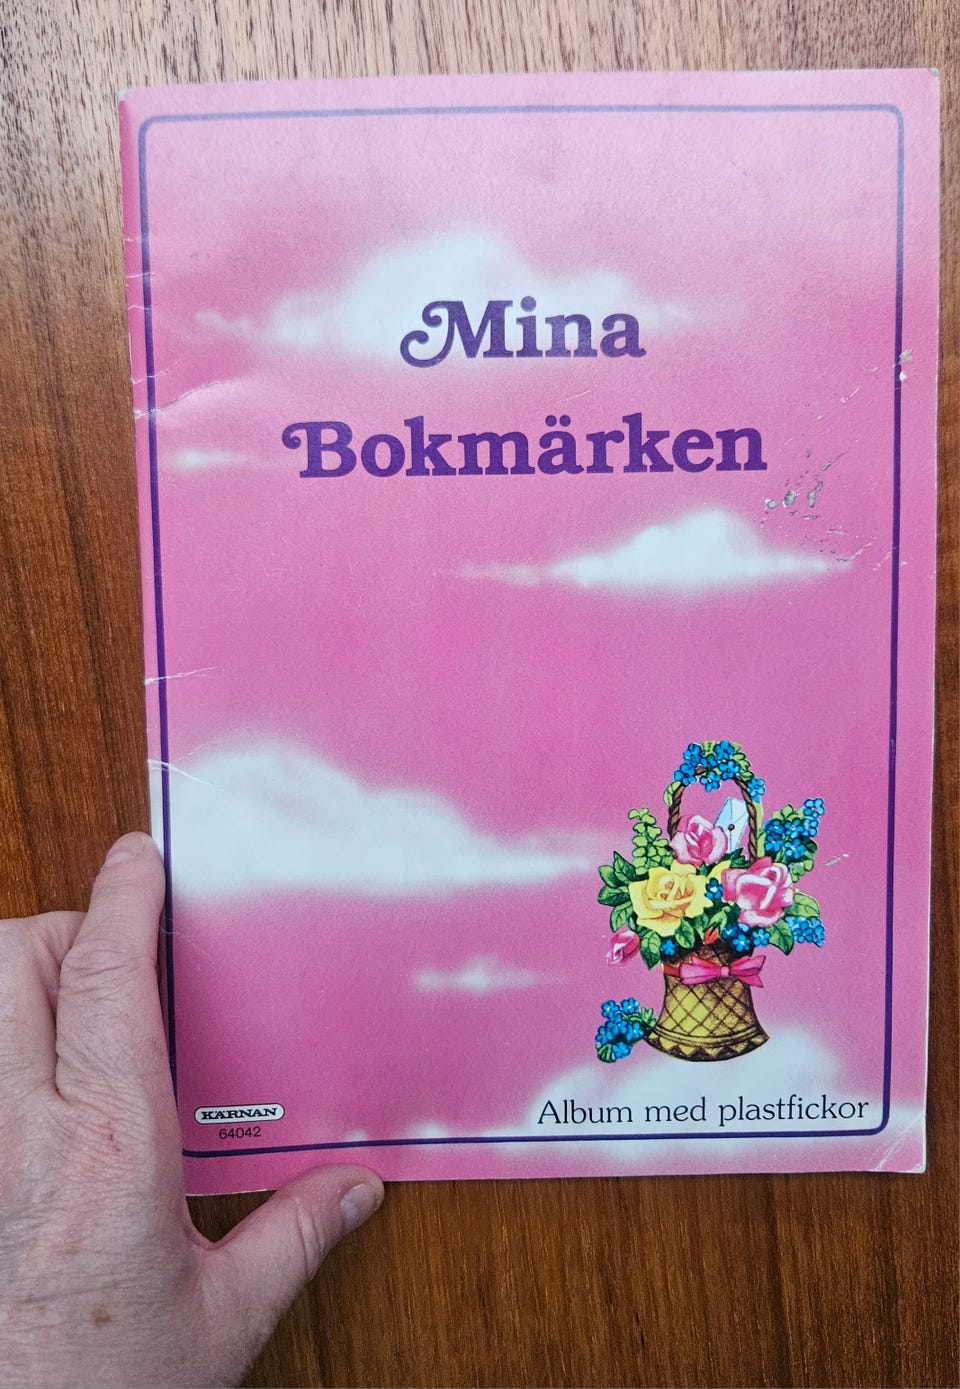 Mina
Bokmärken
KÄRNAN
64042
Album med plastfickor